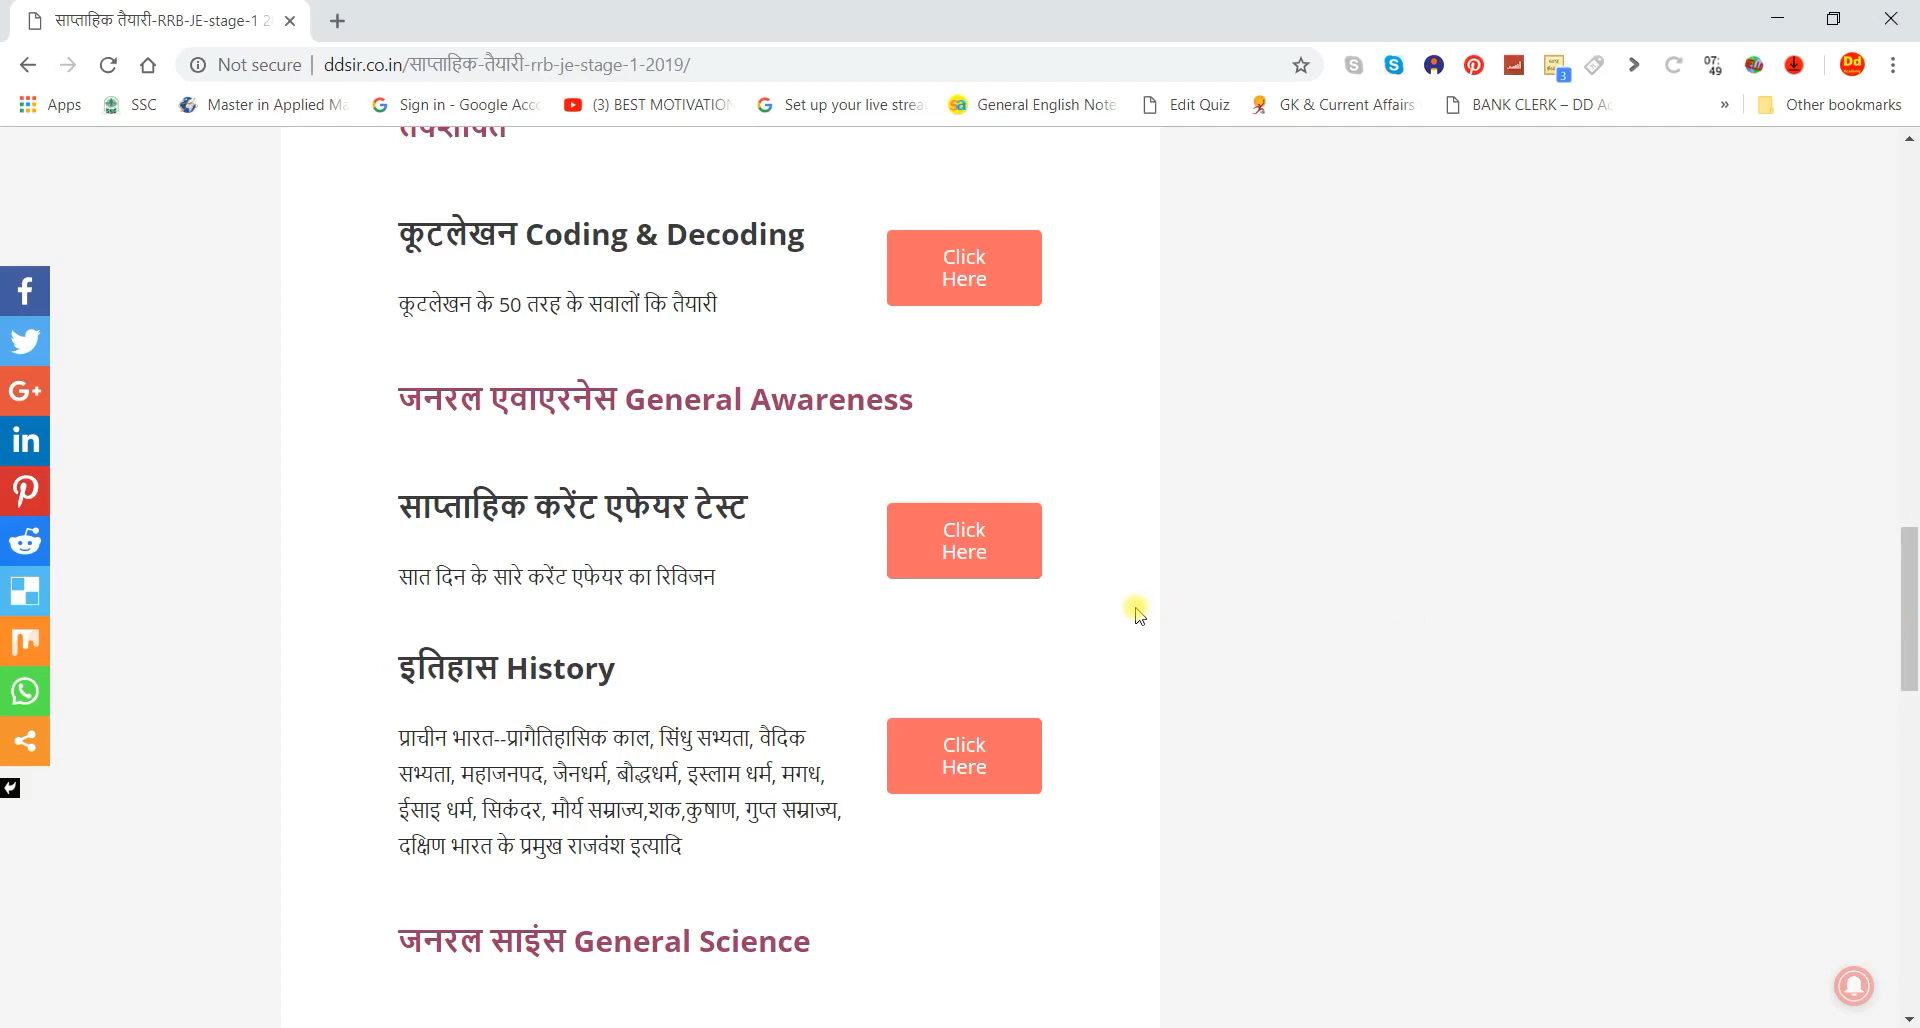 साप्ताहिक तैयारी-RRB-JE-stage-1
Not secure
ddsir.co.in/साप्ताहिक-तैयारी-rrb-je-stage-1-2019/
07:
49
3
Dd
Apps
SSC
Master in Applied
Sign in - Google
(3) BEST
Set up your live
General English Note
Edit Quiz
GK & Current Affairs
BANK CLERK – DD
»
Other bookmarks
कूटलेखन Coding & Decoding
Click
Here
कूटलेखन के 50 तरह के सवालों कि तैयारी
जनरल एवाएरनेस General Awareness
साप्ताहिक करेंट एफेयर टेस्ट
Click
Here
सात दिन के सारे करेंट एफेयर का रिविजन
इतिहास History
प्राचीन भारत--प्रागैतिहासिक काल, सिंधु सभ्यता, वैदिक
सभ्यता, महाजनपद, जैनधर्म, बौद्धधर्म, इस्लाम धर्म, मगध,
ईसाइ धर्म, सिकंदर, मौर्य सम्राज्य,शक,कुषाण, गुप्त सम्राज्य,
दक्षिण भारत के प्रमुख राजवंश इत्यादि
Click
Here
जनरल साइंस General Science
G+
in